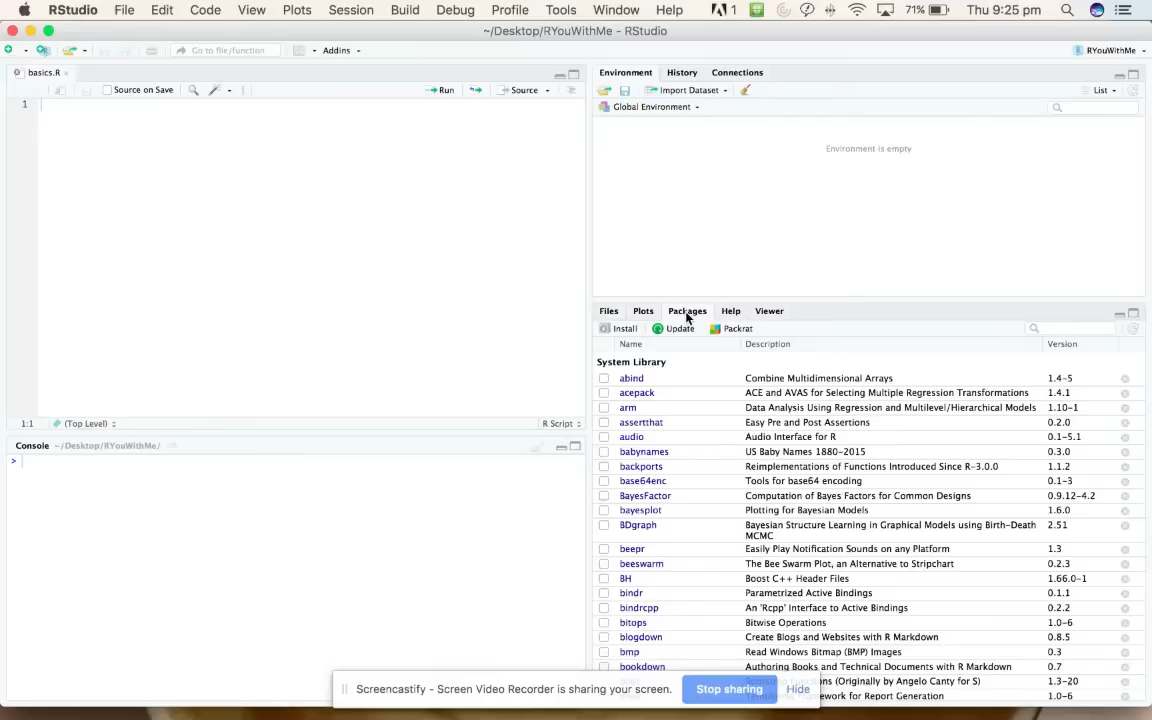 RStudio File Edit Code View Plots Session Build Debug Profile Tools Window Help 1 71% Thu 9:25 pm
~/Desktop/RYouWithMe - RStudio
Go to file/function Addins RYouWithMe
basics.R
Source on Save Run Source
1
1:1 (Top Level) R Script
Console ~/Desktop/RYouWithMe/
>
Environment History Connections
Import Dataset List
Global Environment
Environment is empty
Files Plots Packages Help Viewer
Install Update Packrat
Name Description Version
System Library
abind Combine Multidimensional Arrays 1.4-5
acepack ACE and AVAS for Selecting Multiple Regression Transformations 1.4.1
arm Data Analysis Using Regression and Multilevel/Hierarchical Models 1.10-1
assertthat Easy Pre and Post Assertions 0.2.0
audio Audio Interface for R 0.1-5.1
babynames US Baby Names 1880-2015 0.3.0
backports Reimplementations of Functions Introduced Since R-3.0.0 1.1.2
base64enc Tools for base64 encoding 0.1-3
BayesFactor Computation of Bayes Factors for Common Designs 0.9.12-4.2
bayesplot Plotting for Bayesian Models 1.6.0
BDgraph Bayesian Structure Learning in Graphical Models using Birth-Death 2.51
MCMC
beepr Easily Play Notification Sounds on any Platform 1.3
beeswarm The Bee Swarm Plot, an Alternative to Stripchart 0.2.3
BH Boost C++ Header Files 1.66.0-1
bindr Parametrized Active Bindings 0.1.1
bindrcpp An 'Rcpp' Interface to Active Bindings 0.2.2
bitops Bitwise Operations 1.0-6
blogdown Create Blogs and Websites with R Markdown 0.8.5
bmp Read Windows Bitmap (BMP) Images 0.3
bookdown Authoring Books and Technical Documents with R Markdown 0.7
(Originally by Angelo Canty for S) 1.3-20
Framework for Report Generation 1.0-6
Screencastify - Screen Video Recorder is sharing your screen. Stop sharing Hide